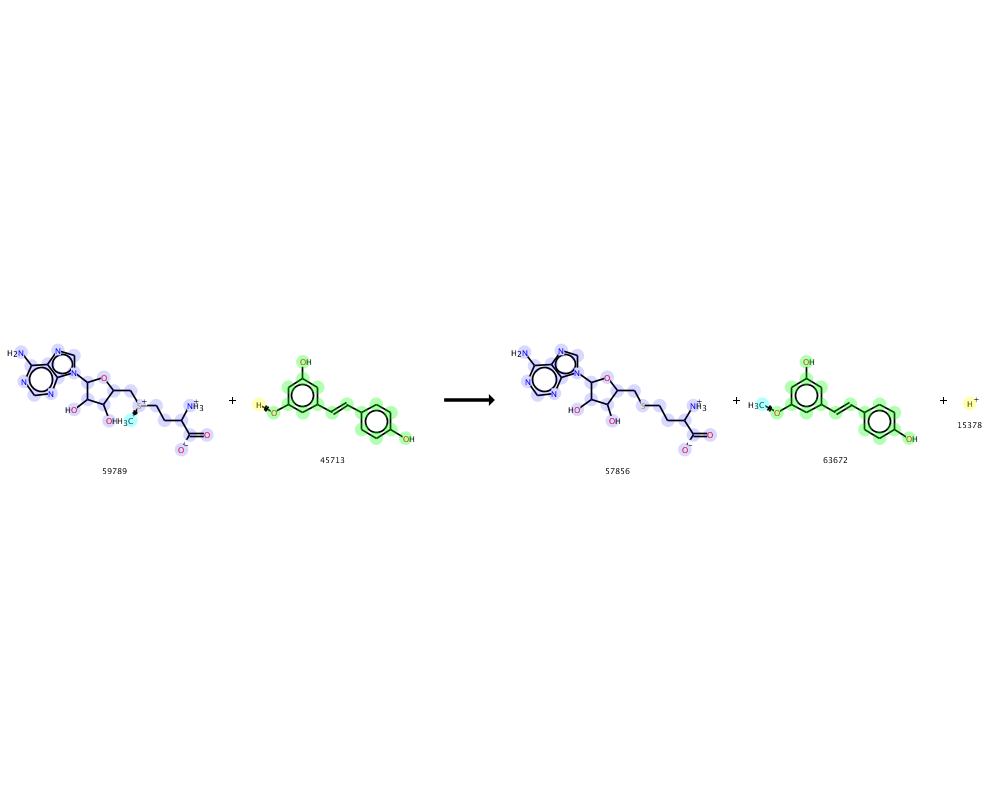 H2N N N N N O HO OH H3C S+ NH3+ O O-
+
H O OH OH
H2N N N N N O HO OH S NH3+ O O-
+
H3C O OH OH
+
H+
59789
45713
57856
63672
15378